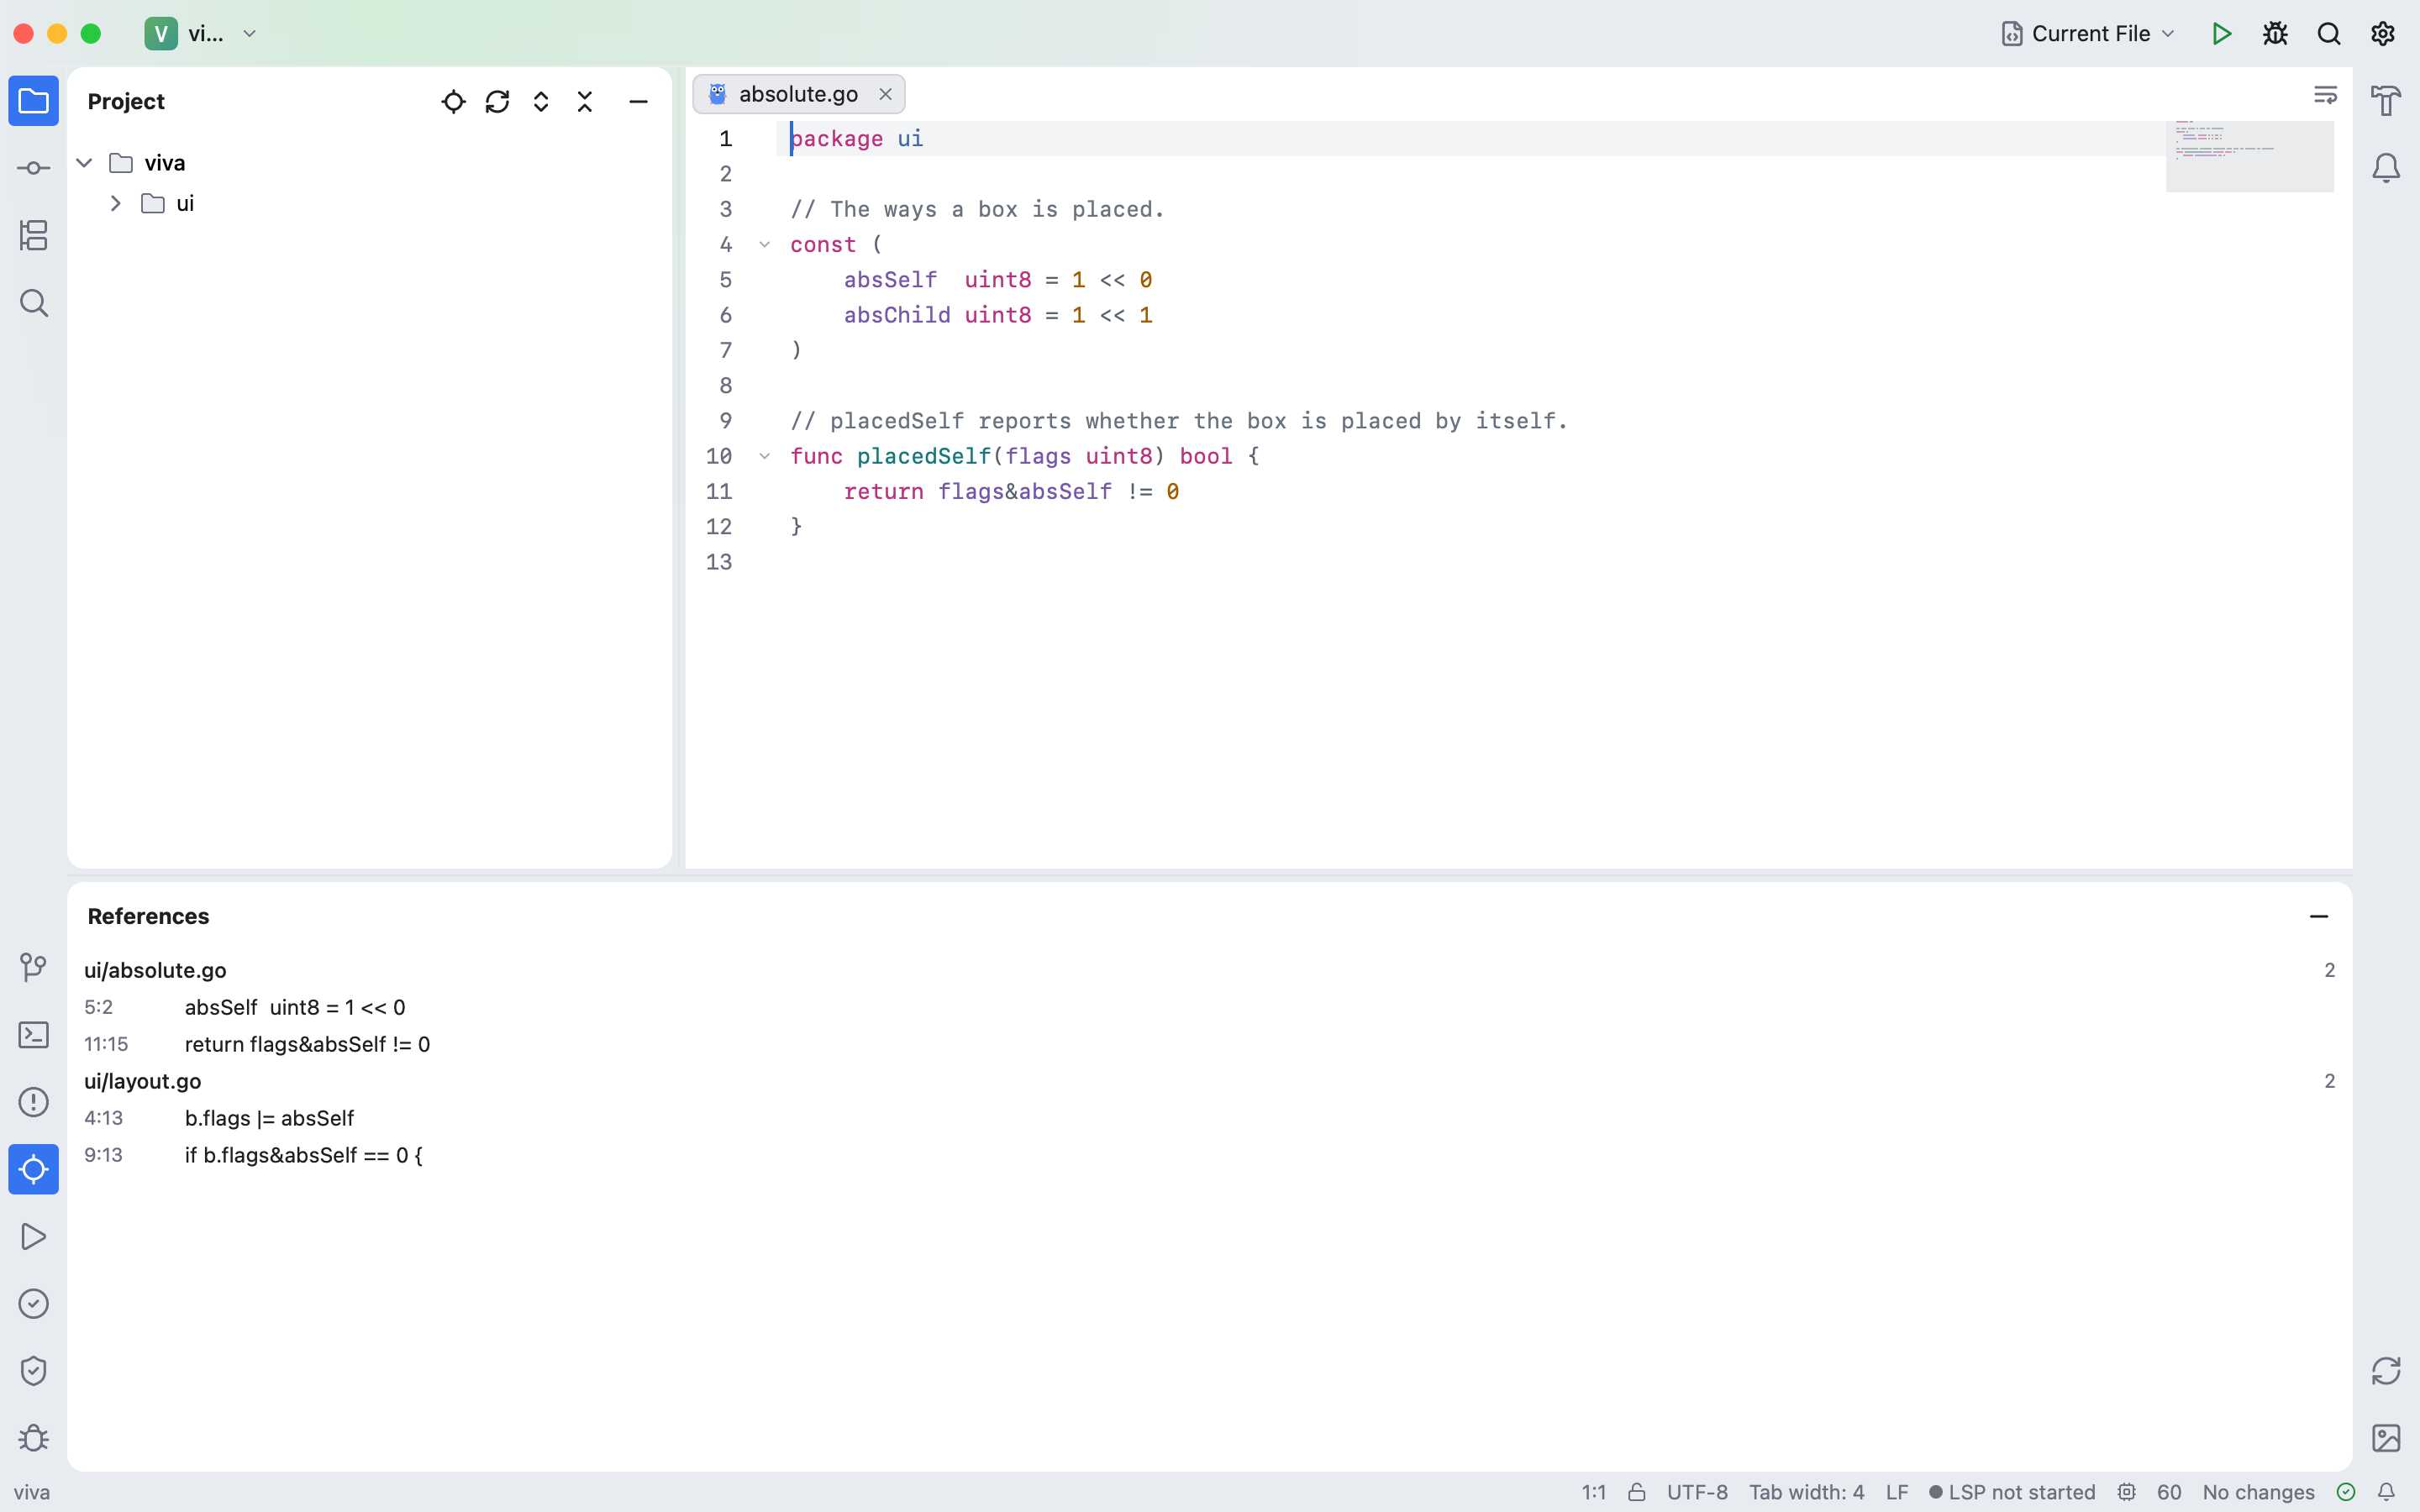 V vi...
Current File
Project
viva
ui
absolute.go
1 package ui
2
3 // The ways a box is placed.
4 const (
5 absSelf  uint8 = 1 << 0
6 absChild uint8 = 1 << 1
7 )
8
9 // placedSelf reports whether the box is placed by itself.
10 func placedSelf(flags uint8) bool {
11 return flags&absSelf != 0
12 }
13
References
ui/absolute.go 2
5:2 absSelf  uint8 = 1 << 0
11:15 return flags&absSelf != 0
ui/layout.go 2
4:13 b.flags |= absSelf
9:13 if b.flags&absSelf == 0 {
viva 1:1 UTF-8 Tab width: 4 LF LSP not started 60 No changes